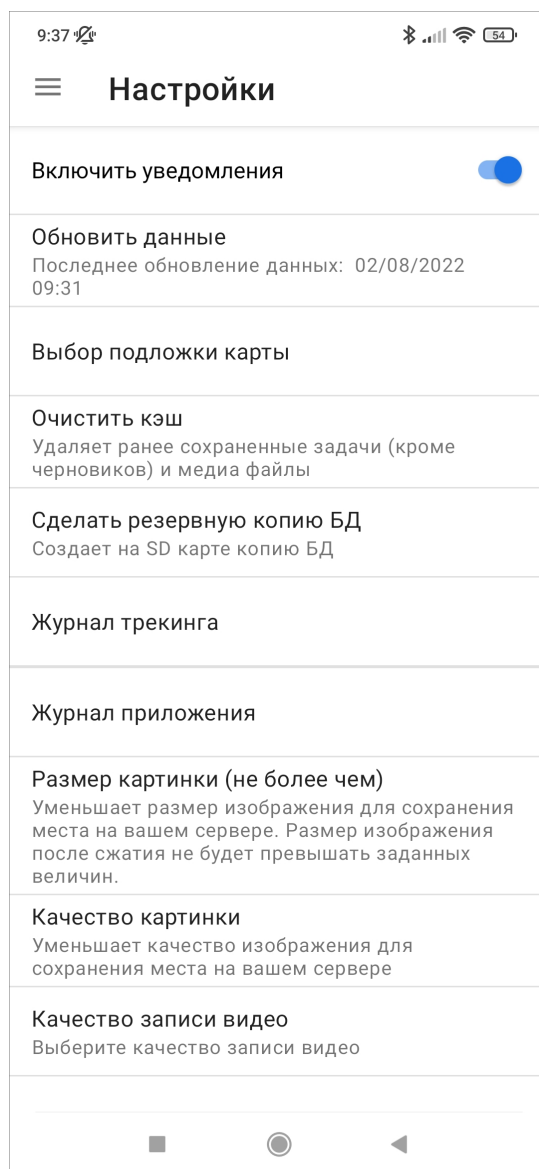 9:37
54
Настройки
Включить уведомления
Обновить данные
Последнее обновление данных: 02/08/2022
09:31
Выбор подложки карты
Очистить кэш
Удаляет ранее сохраненные задачи (кроме
черновиков) и медиа файлы
Сделать резервную копию БД
Создает на SD карте копию БД
Журнал трекинга
Журнал приложения
Размер картинки (не более чем)
Уменьшает размер изображения для сохранения
места на вашем сервере. Размер изображения
после сжатия не будет превышать заданных
величин.
Качество картинки
Уменьшает качество изображения для
сохранения места на вашем сервере
Качество записи видео
Выберите качество записи видео